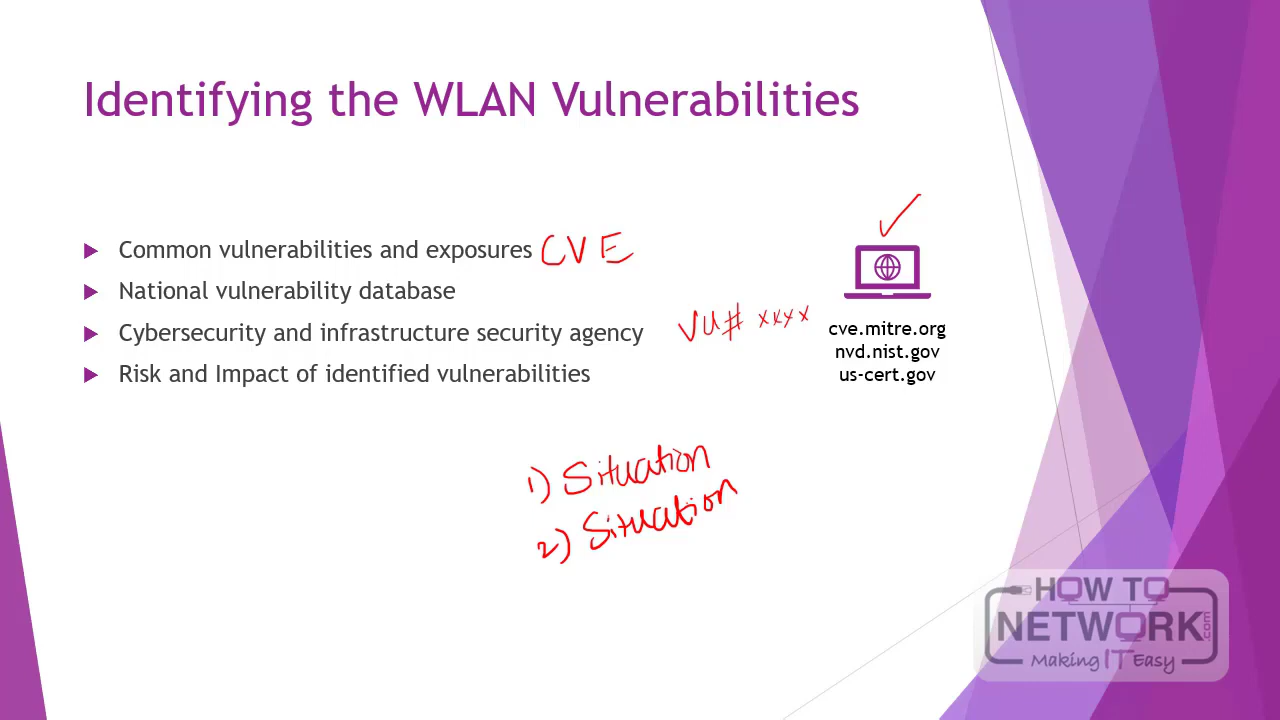 Identifying the WLAN Vulnerabilities
Common vulnerabilities and exposures CVE
National vulnerability database
Cybersecurity and infrastructure security agency VU# xxxx
Risk and Impact of identified vulnerabilities
cve.mitre.org
nvd.nist.gov
us-cert.gov
1) Situation
2) Situation
HOW TO
NETWORK.com
Making IT Easy